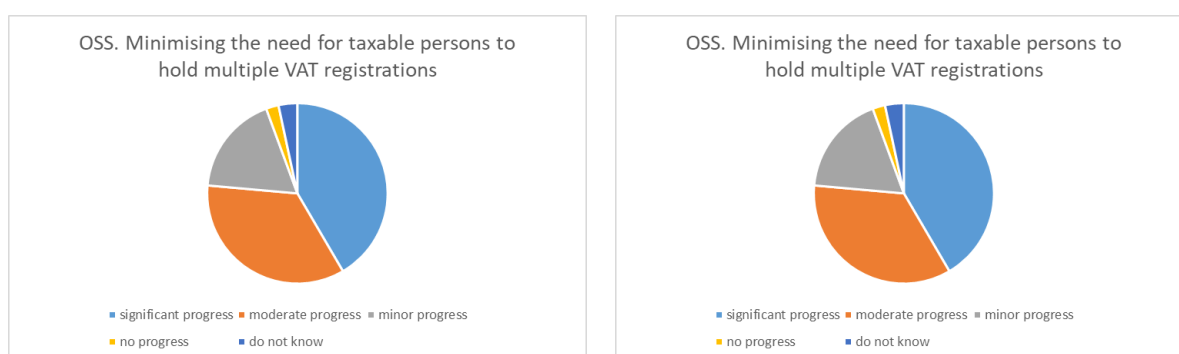 OSS. Minimising the need for taxable persons to
hold multiple VAT registrations
significant progress moderate progress minor progress
no progress do not know
OSS. Minimising the need for taxable persons to
hold multiple VAT registrations
significant progress moderate progress minor progress
no progress do not know